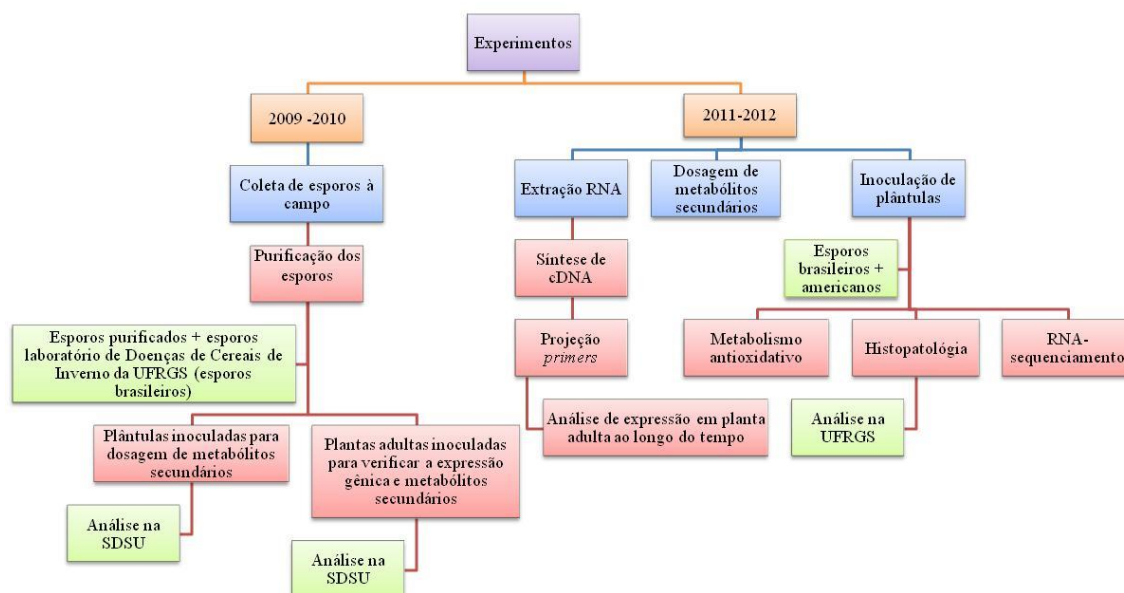 Experimentos
2009 -2010
2011-2012
Coleta de esporos à
campo
Extração RNA
Dosagem de
metabólitos
secundários
Inoculação de
plântulas
Purificação dos
esporos
Síntese de
cDNA
Esporos
brasileiros +
americanos
Esporos purificados + esporos
laboratório de Doenças de Cereais de
Inverno da UFRGS (esporos
brasileiros)
Projeção
primers
Metabolismo
antioxidativo
Histopatológia
RNA-
sequenciamento
Plântulas inoculadas para
dosagem de metabólitos
secundários
Plantas adultas inoculadas
para verificar a expressão
gênica e metabólitos
secundários
Análise de expressão em planta
adulta ao longo do tempo
Análise na
UFRGS
Análise na
SDSU
Análise na
SDSU